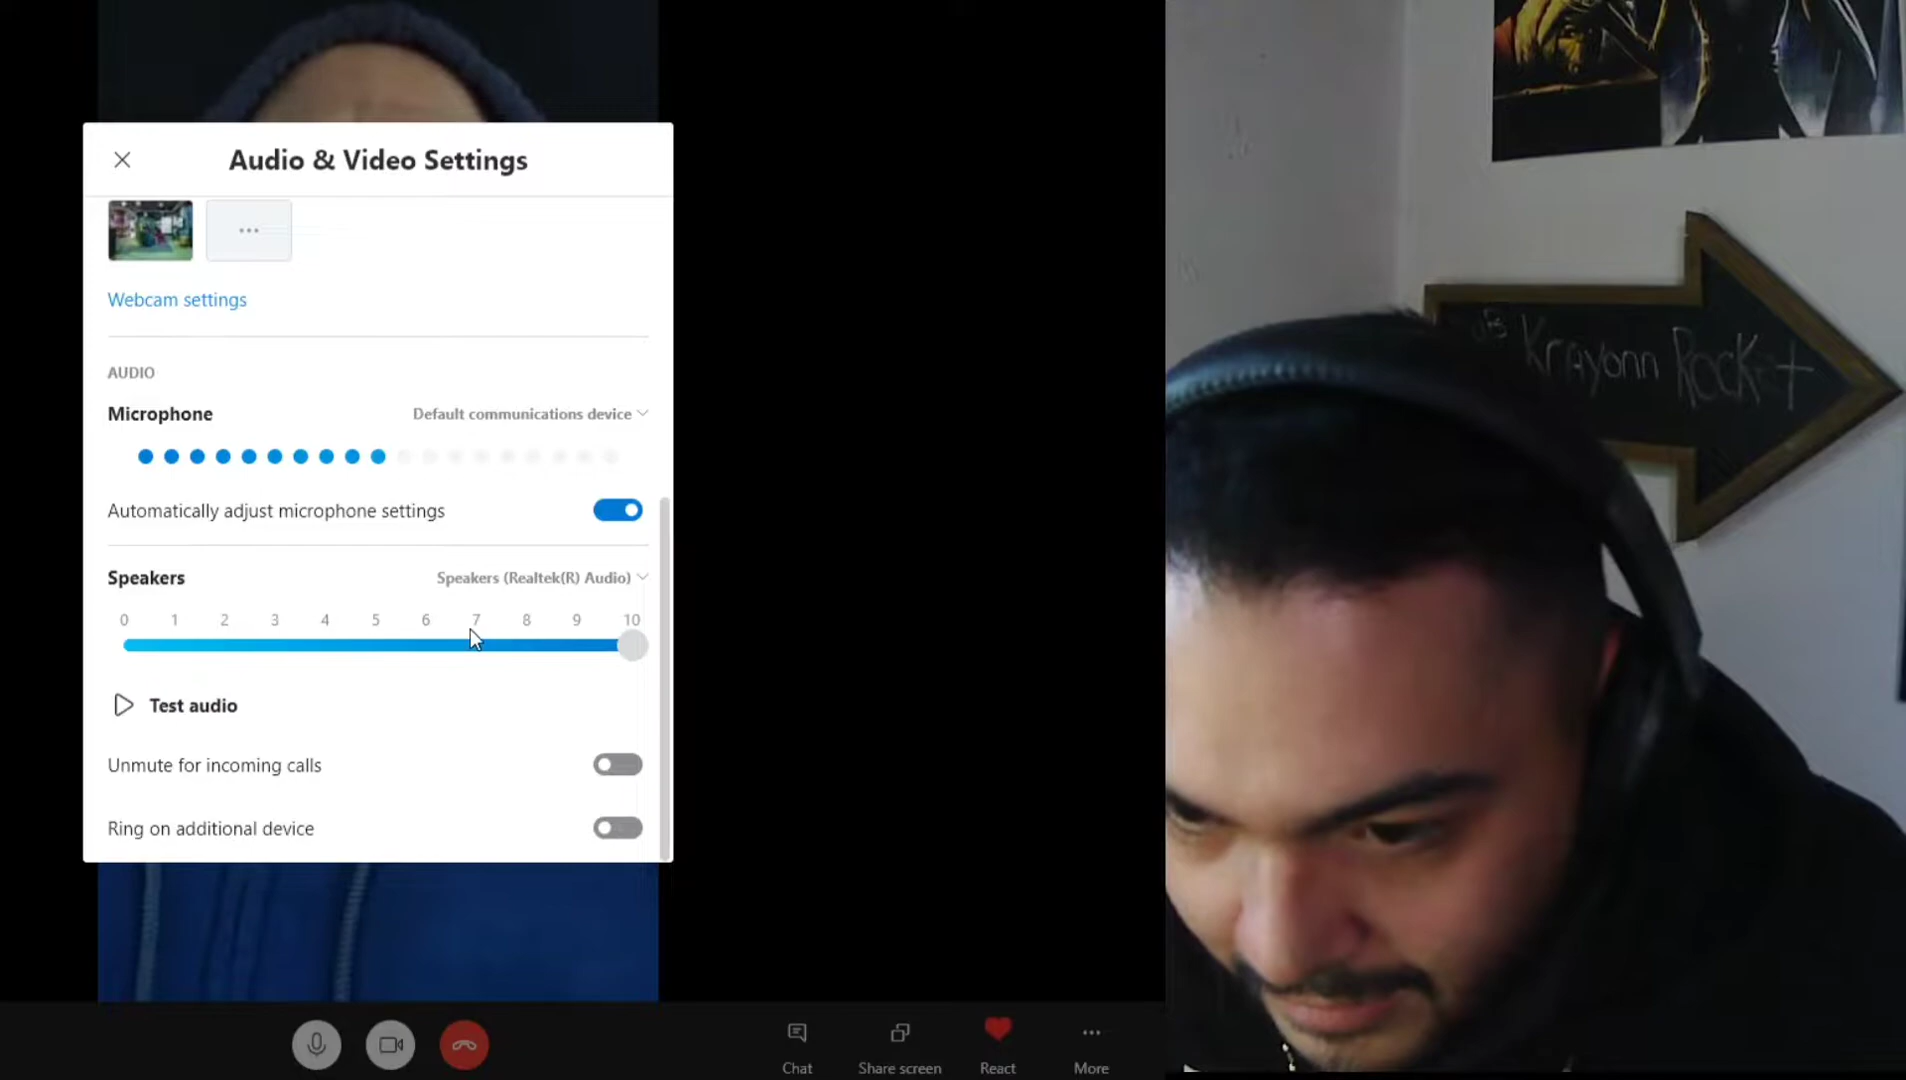 Audio & Video Settings
Webcam settings
AUDIO
Microphone
Default communications device
Automatically adjust microphone settings
Speakers
Speakers (Realtek(R) Audio)
0 1 2 3 4 5 6 7 8 9 10
Test audio
Unmute for incoming calls
Ring on additional device
Chat
Share screen
React
More
Krayonn Rocket